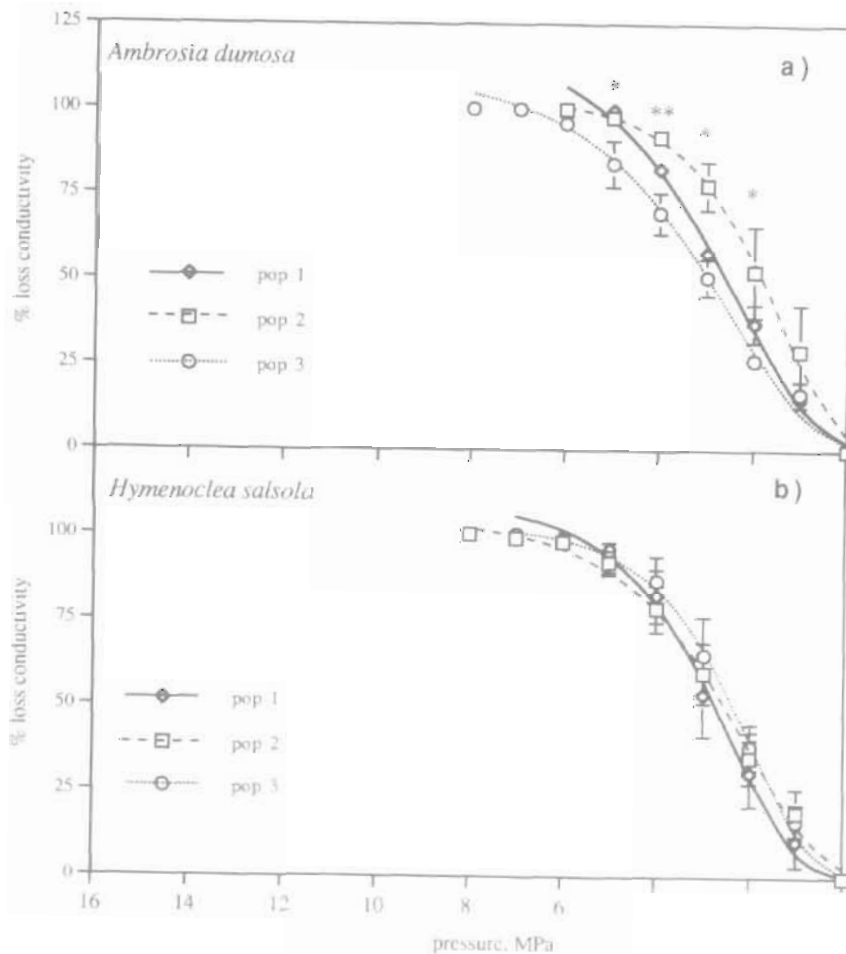 125
Ambrosia dumosa
a)
100
*
**
*
*
75
50
25
0
% loss conductivity
pop 1
pop 2
pop 3
Hymenoclea salsola
b)
100
75
50
25
0
% loss conductivity
pop 1
pop 2
pop 3
16 14 12 10 8 6
pressure, MPa